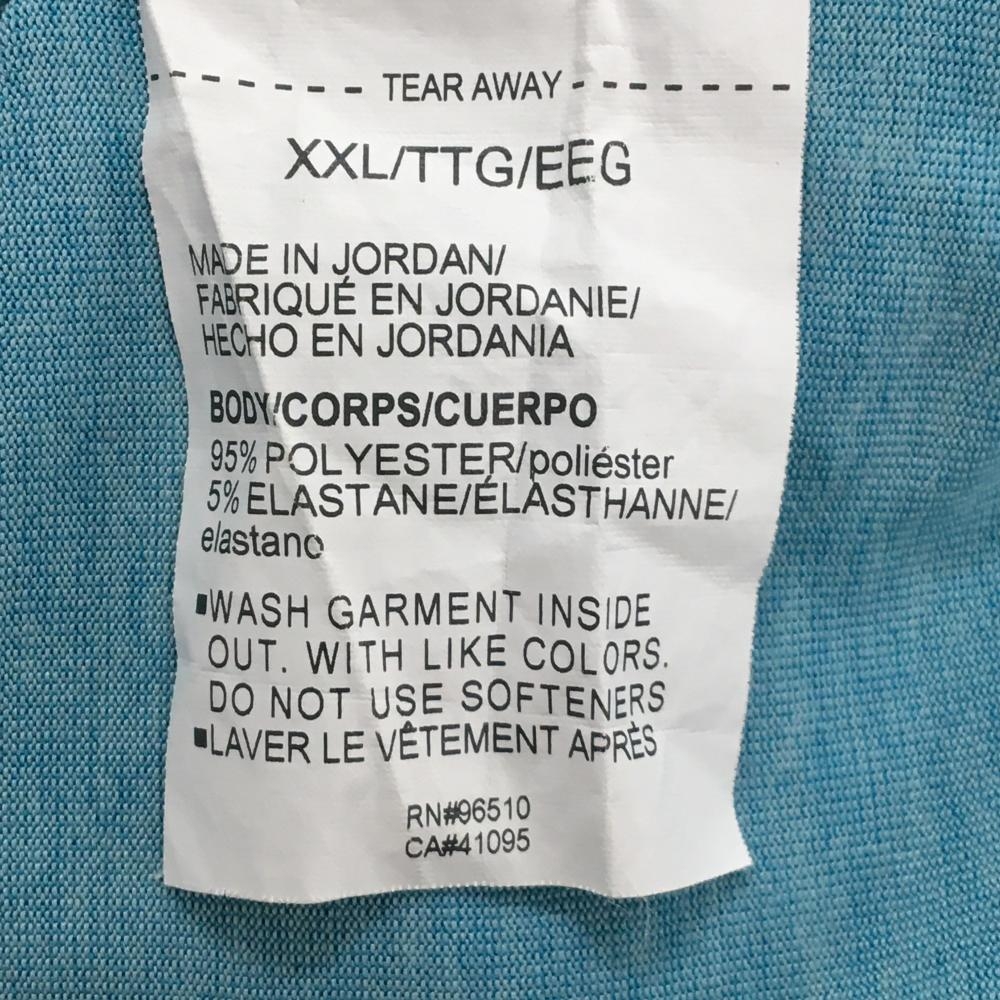 TEAR AWAY
XXL/TTG/EEG
MADE IN JORDAN/
FABRIQUÉ EN JORDANIE/
HECHO EN JORDANIA
BODY/CORPS/CUERPO
95% POLYESTER/poliéster
5% ELASTANE/ÉLASTHANNE/
elastano
▪WASH GARMENT INSIDE
OUT. WITH LIKE COLORS.
DO NOT USE SOFTENERS
▪LAVER LE VÊTEMENT APRÈS
RN#96510
CA#41095